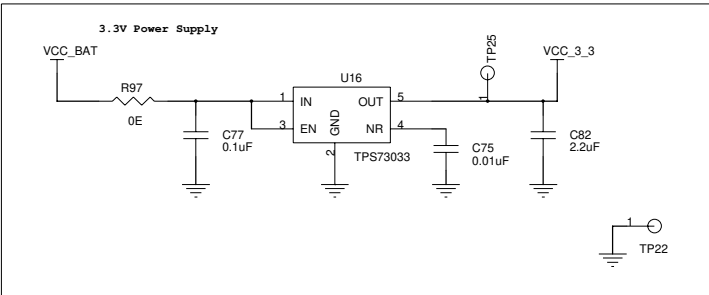 3.3V Power Supply
VCC_BAT
TP25
VCC_3_3
R97
0E
U16
1
IN
OUT
5
1
3
EN
GND
NR
4
2
TPS73033
C77
0.1uF
C75
0.01uF
C82
2.2uF
1
TP22